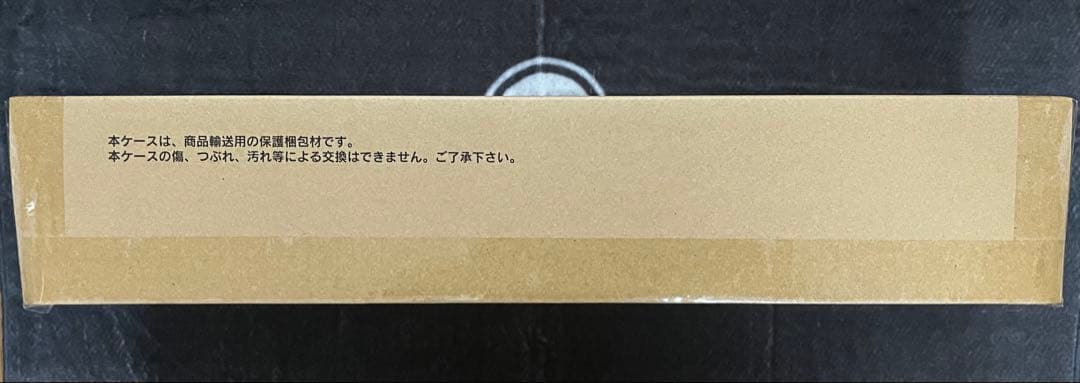 本ケースは、商品輸送用の保護梱包材です。
本ケースの傷、つぶれ、汚れ等による交換はできません。ご了承下さい。